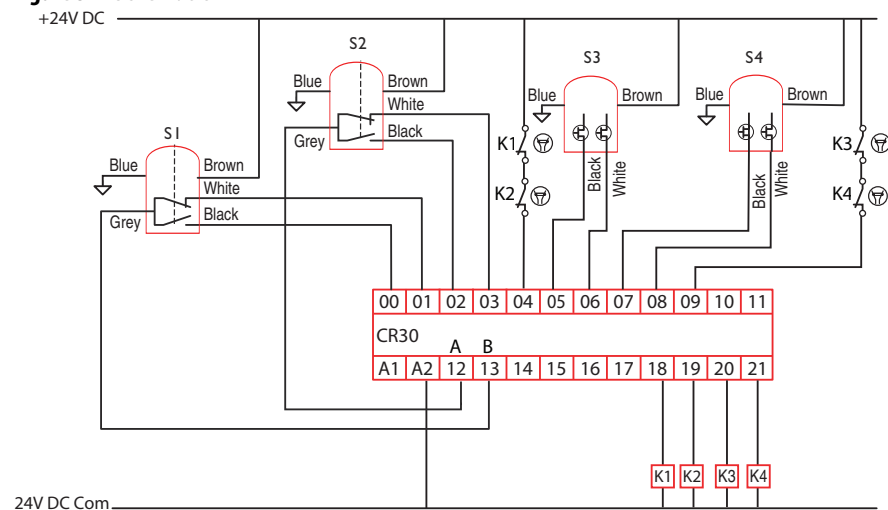 +24V DC
S1
S2
S3
S4
Blue
Brown
White
Grey
Black
Blue
Brown
White
Grey
Black
K1
K2
Blue
Brown
Black
White
Blue
Brown
Black
White
K3
K4
00 01 02 03 04 05 06 07 08 09 10 11
CR30
A B
A1 A2 12 13 14 15 16 17 18 19 20 21
K1 K2 K3 K4
24V DC Com